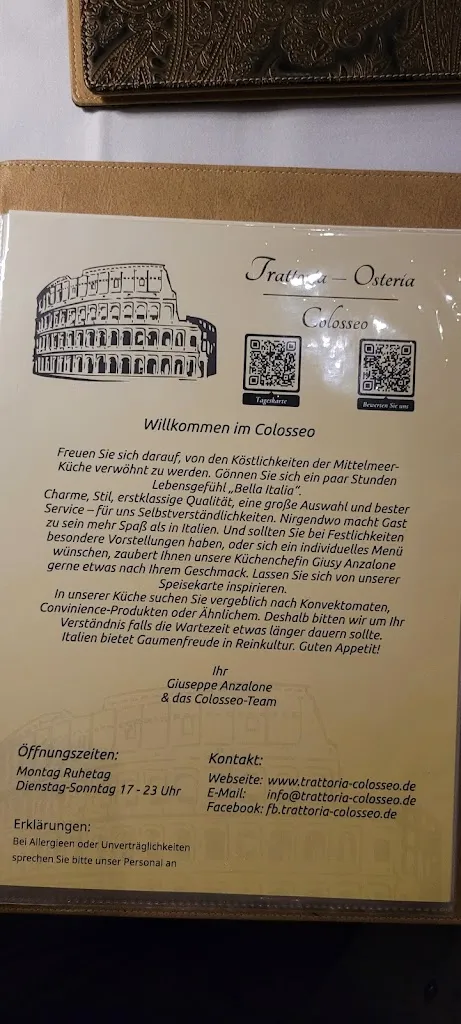 Trattoria – Osteria
Colosseo
Tageskarte
Bewerten Sie uns
Willkommen im Colosseo
Freuen Sie sich darauf, von den Köstlichkeiten der Mittelmeer-
Küche verwöhnt zu werden. Gönnen Sie sich ein paar Stunden
Lebensgefühl „Bella Italia“.
Charme, Stil, erstklassige Qualität, eine große Auswahl und bester
Service – für uns Selbstverständlichkeiten. Nirgendwo macht Gast
zu sein mehr Spaß als in Italien. Und sollten Sie bei Festlichkeiten
besondere Vorstellungen haben, oder sich ein individuelles Menü
wünschen, zaubert Ihnen unsere Küchenchefin Giusy Anzalone
gerne etwas nach Ihrem Geschmack. Lassen Sie sich von unserer
Speisekarte inspirieren.
In unserer Küche suchen Sie vergeblich nach Konvektomaten,
Convinience-Produkten oder Ähnlichem. Deshalb bitten wir um Ihr
Verständnis falls die Wartezeit etwas länger dauern sollte.
Italien bietet Gaumenfreude in Reinkultur. Guten Appetit!
Ihr
Giuseppe Anzalone
& das Colosseo-Team
Öffnungszeiten:
Montag Ruhetag
Dienstag-Sonntag 17 - 23 Uhr
Kontakt:
Webseite: www.trattoria-colosseo.de
E-Mail: info@trattoria-colosseo.de
Facebook: fb.trattoria-colosseo.de
Erklärungen:
Bei Allergieen oder Unverträglichkeiten
sprechen Sie bitte unser Personal an